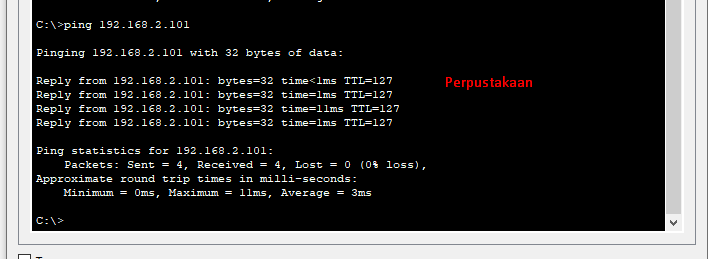 C:\>ping 192.168.2.101
Pinging 192.168.2.101 with 32 bytes of data:
Reply from 192.168.2.101: bytes=32 time<1ms TTL=127
Perpustakaan
Reply from 192.168.2.101: bytes=32 time=1ms TTL=127
Reply from 192.168.2.101: bytes=32 time=11ms TTL=127
Reply from 192.168.2.101: bytes=32 time=1ms TTL=127
Ping statistics for 192.168.2.101:
Packets: Sent = 4, Received = 4, Lost = 0 (0% loss),
Approximate round trip times in milli-seconds:
Minimum = 0ms, Maximum = 11ms, Average = 3ms
C:\>